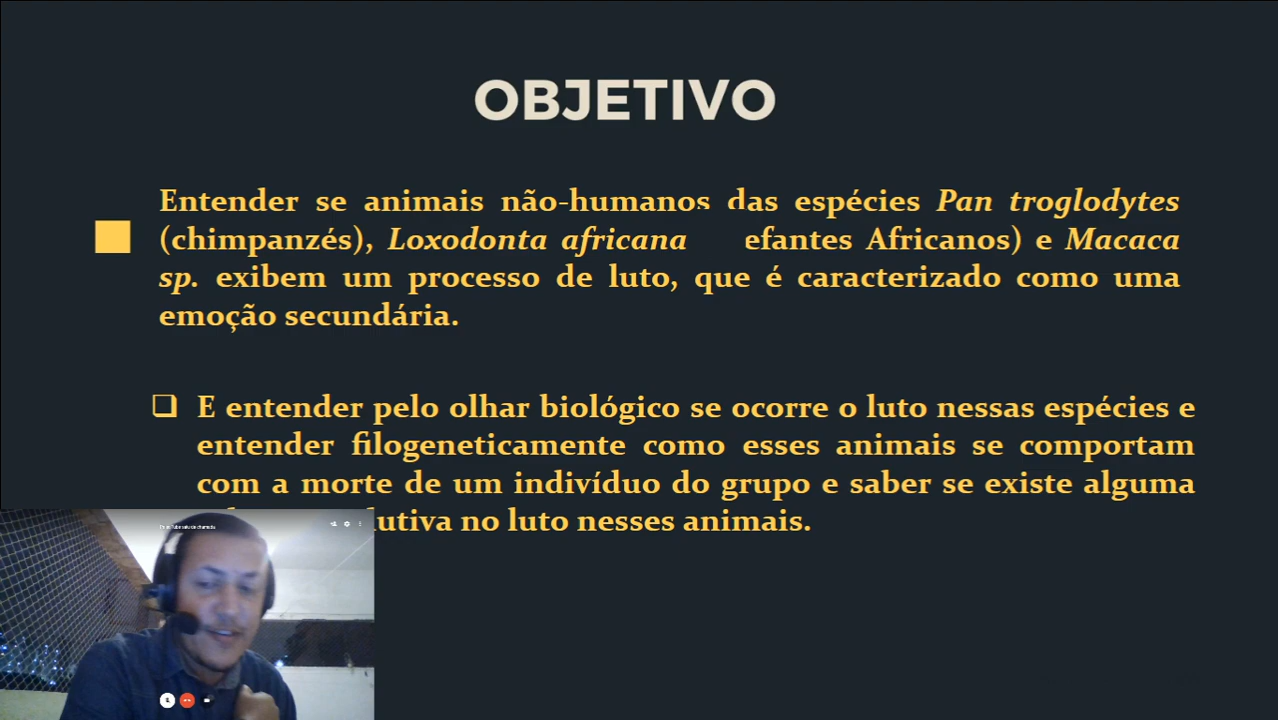 OBJETIVO
Entender se animais não-humanos das espécies Pan troglodytes
(chimpanzés), Loxodonta africana efantes Africanos) e Macaca
sp. exibem um processo de luto, que é caracterizado como uma
emoção secundária.
❑ E entender pelo olhar biológico se ocorre o luto nessas espécies e
entender filogeneticamente como esses animais se comportam
com a morte de um indivíduo do grupo e saber se existe alguma
lutiva no luto nesses animais.